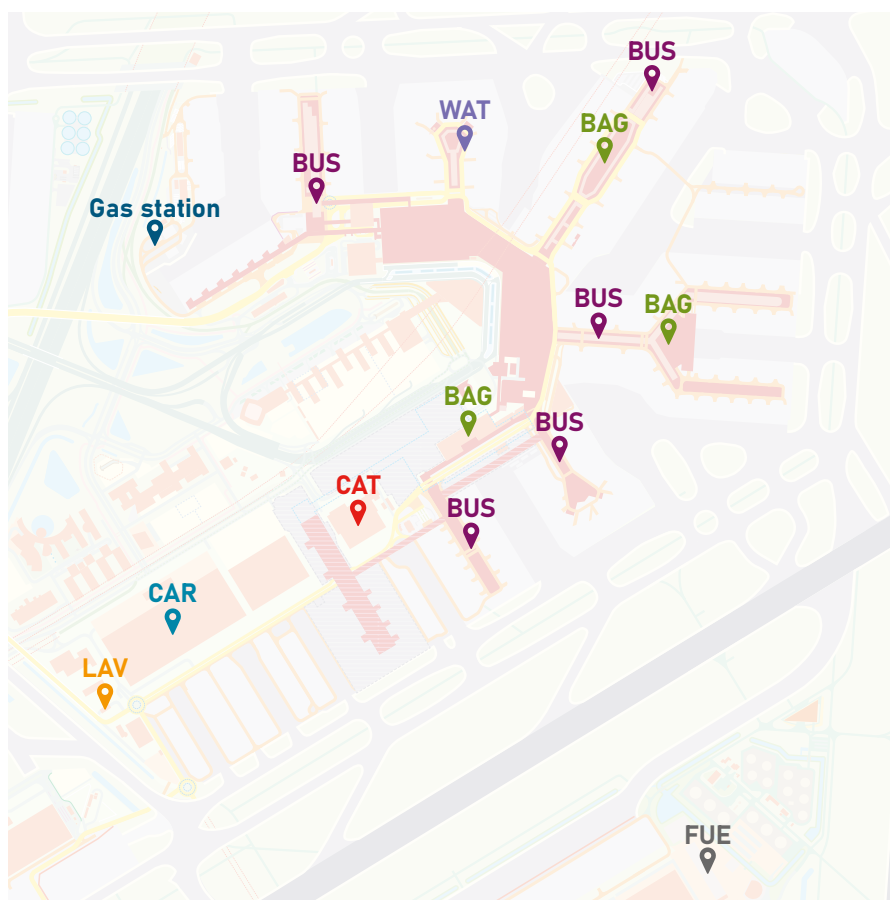 BUS
WAT
BAG
BUS
Gas station
BUS
BAG
BAG
BUS
CAT
BUS
CAR
LAV
FUE